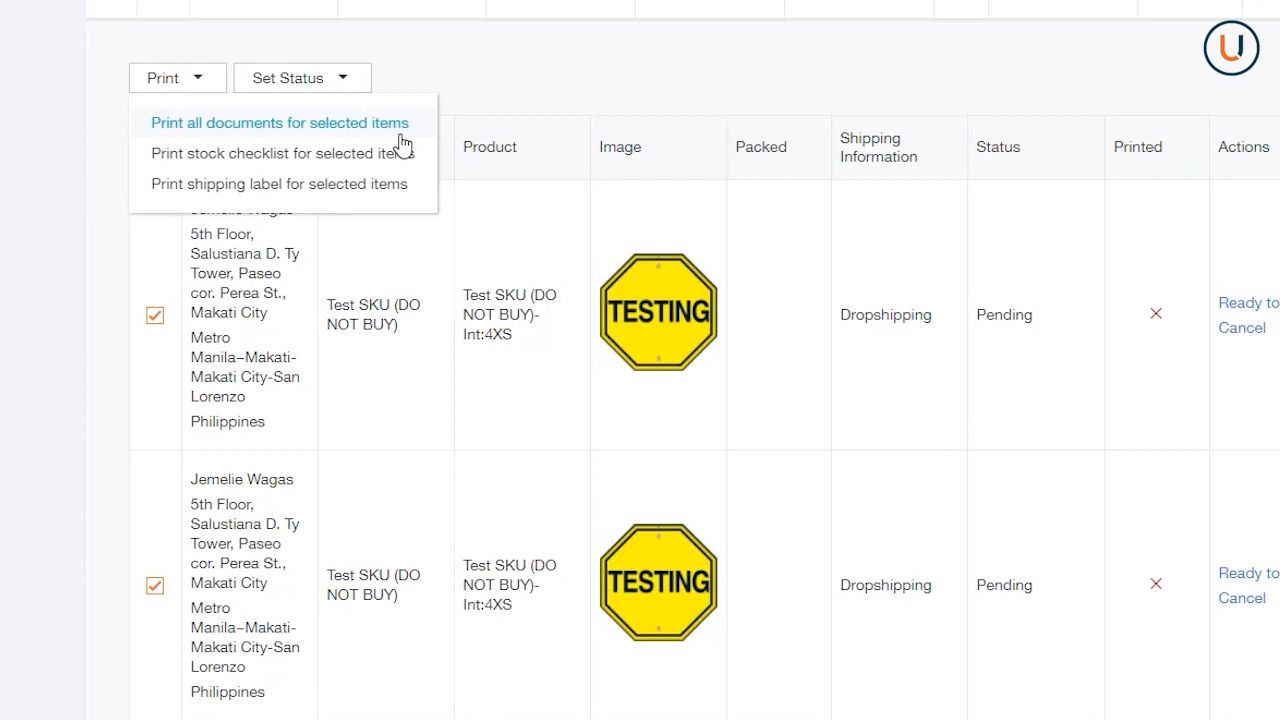 U
Print
Set Status
Print all documents for selected items
Print stock checklist for selected items
Print shipping label for selected items
Product
Image
Packed
Shipping
Information
Status
Printed
Actions
Jemelie Wagas
5th Floor,
Salustiana D. Ty
Tower, Paseo
cor. Perea St.,
Makati City
Metro
Manila–Makati-
Makati City-San
Lorenzo
Philippines
Test SKU (DO
NOT BUY)
Test SKU (DO
NOT BUY)-
Int:4XS
TESTING
Dropshipping
Pending
Ready to
Cancel
Jemelie Wagas
5th Floor,
Salustiana D. Ty
Tower, Paseo
cor. Perea St.,
Makati City
Metro
Manila–Makati-
Makati City-San
Lorenzo
Philippines
Test SKU (DO
NOT BUY)
Test SKU (DO
NOT BUY)-
Int:4XS
TESTING
Dropshipping
Pending
Ready to
Cancel